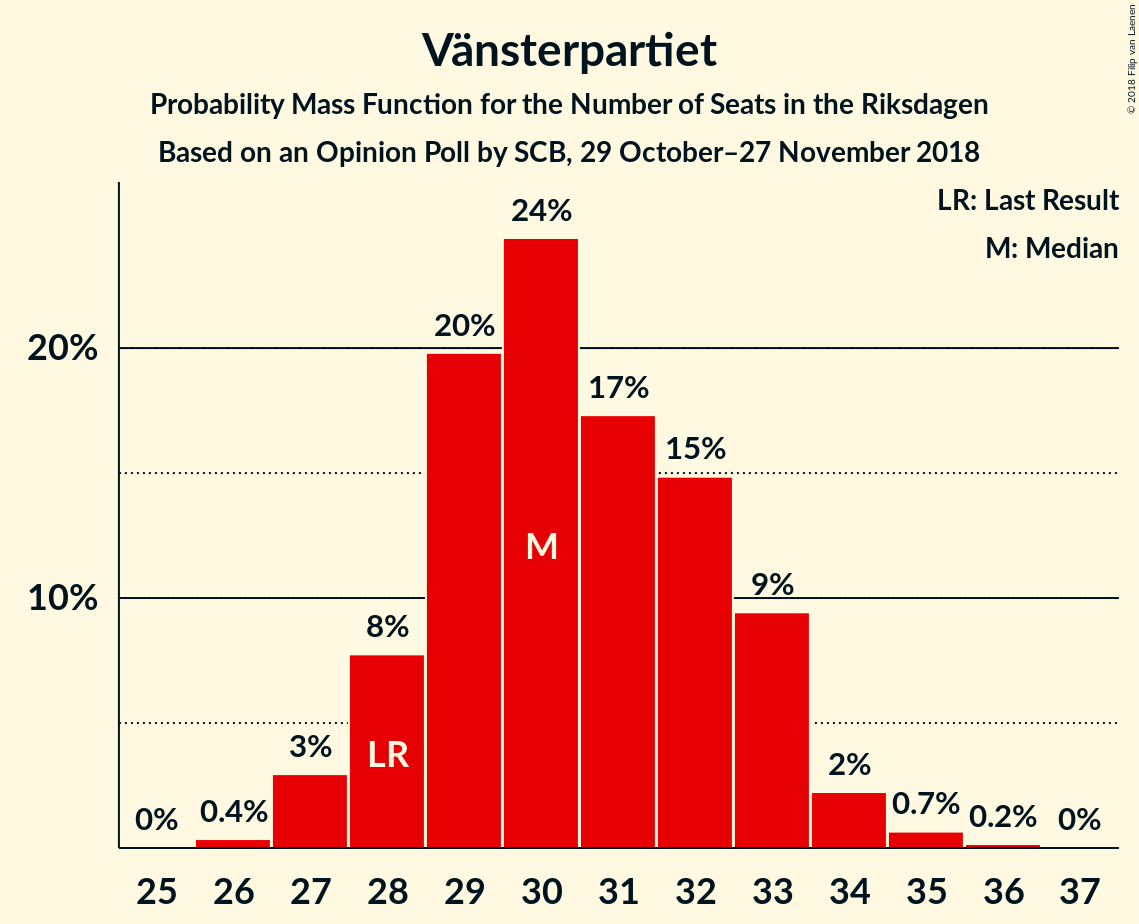 Vänsterpartiet
Probability Mass Function for the Number of Seats in the Riksdagen
Based on an Opinion Poll by SCB, 29 October–27 November 2018
© 2018 Filip van Laenen
LR: Last Result
M: Median
24%
20%
20%
17%
15%
10%
9%
8%
M
LR
3%
2%
0%
0.4%
0.7%
0.2%
0%
25 26 27 28 29 30 31 32 33 34 35 36 37